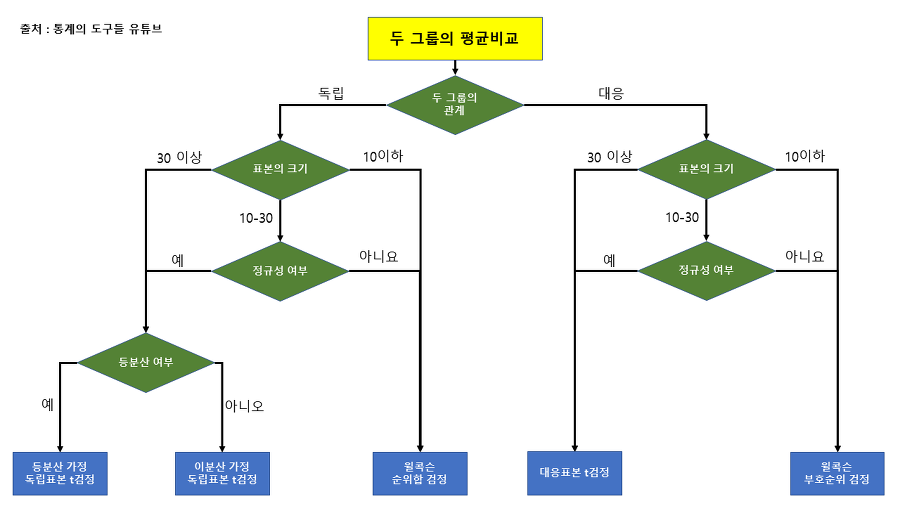 출처 : 통계의 도구들 유튜브
두 그룹의 평균비교
독립
두 그룹의
관계
대응
30 이상
표본의 크기
10이하
30 이상
표본의 크기
10이하
10-30
10-30
예
정규성 여부
아니요
예
정규성 여부
아니요
등분산 여부
예
아니오
등분산 가정
독립표본 t검정
이분산 가정
독립표본 t검정
윌콕슨
순위합 검정
대응표본 t검정
윌콕슨
부호순위 검정